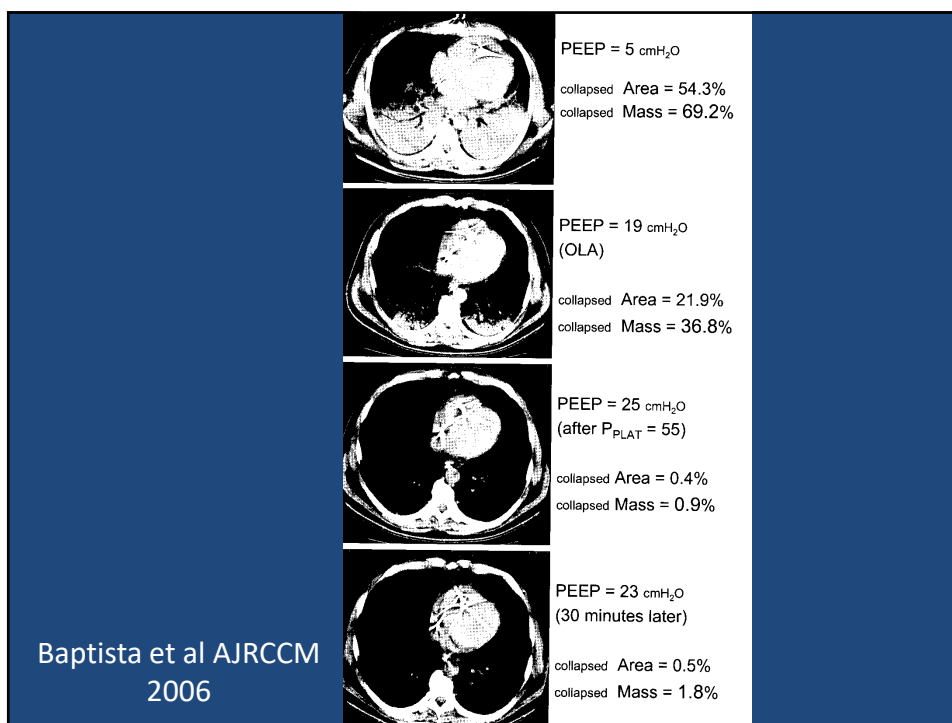 PEEP = 5 cmH₂O
collapsed Area = 54.3%
collapsed Mass = 69.2%
PEEP = 19 cmH₂O
(OLA)
collapsed Area = 21.9%
collapsed Mass = 36.8%
PEEP = 25 cmH₂O
(after P_PLAT = 55)
collapsed Area = 0.4%
collapsed Mass = 0.9%
PEEP = 23 cmH₂O
(30 minutes later)
collapsed Area = 0.5%
collapsed Mass = 1.8%
Baptista et al AJRCCM
2006